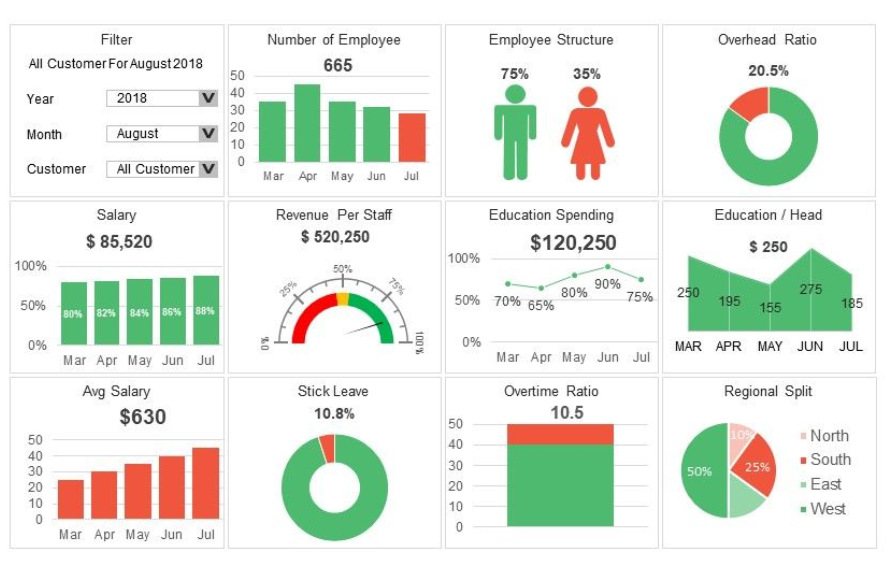 Filter
All Customer For August 2018
Year 2018 V
Month August V
Customer All Customer V
Number of Employee
665
50
40
30
20
10
0
Mar Apr May Jun Jul
Employee Structure
75% 35%
Overhead Ratio
20.5%
Salary
$ 85,520
100%
50%
0%
80% 82% 84% 86% 88%
Mar Apr May Jun Jul
Revenue Per Staff
$ 520,250
0% 25% 50% 75% 100%
Education Spending
$120,250
100%
50%
0%
70% 65% 80% 90% 75%
Mar Apr May Jun Jul
Education / Head
$ 250
250 195 155 275 185
MAR APR MAY JUN JUL
Avg Salary
$630
50
40
30
20
10
0
Mar Apr May Jun Jul
Stick Leave
10.8%
Overtime Ratio
10.5
50
40
30
20
10
0
Regional Split
10%
25%
50%
North
South
East
West